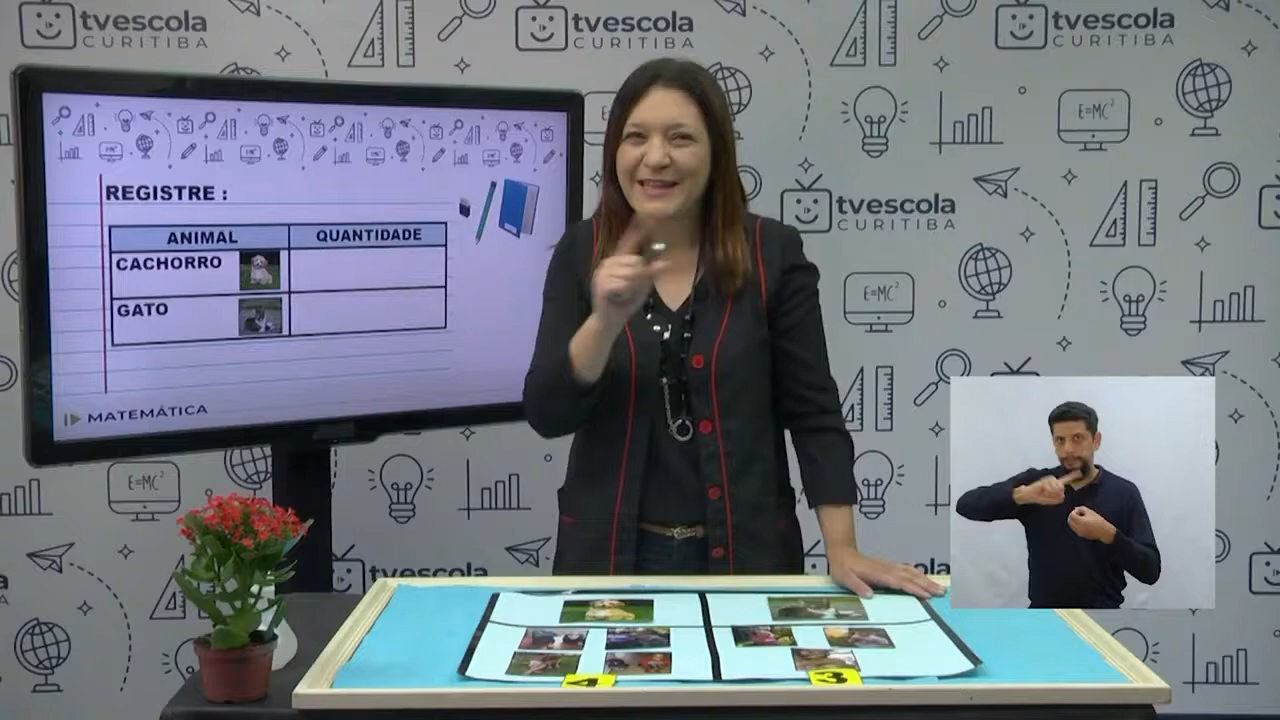 tvescola
CURITIBA
tvescola
CURITIBA
tvescola
CURITIBA
E=MC²
E=MC²
REGISTRE :
ANIMAL QUANTIDADE
CACHORRO
GATO
MATEMÁTICA
tvescola
CURITIBA
E=MC²
E=MC²
tvescola
4
3